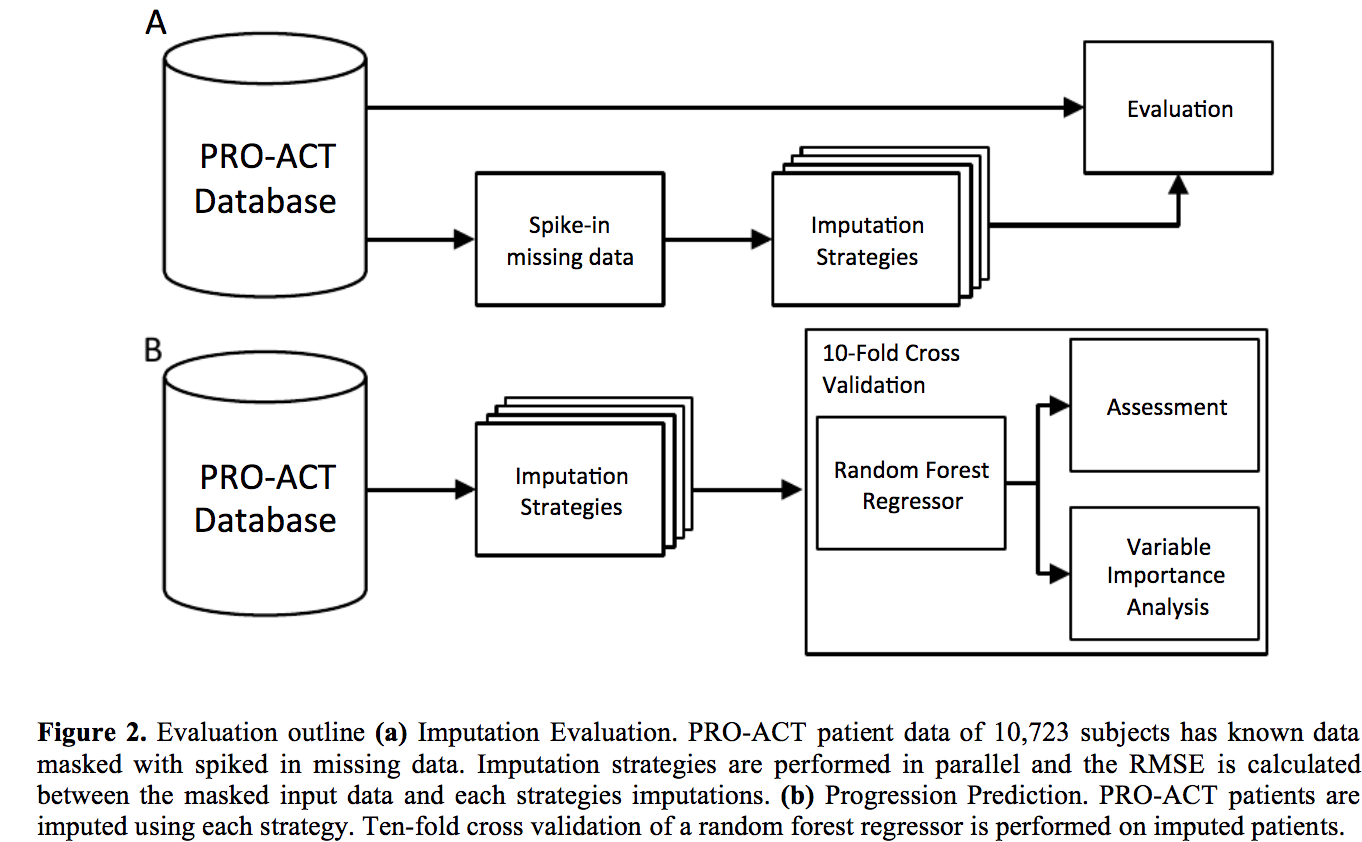 A
PRO-ACT
Database
Spike-in
missing data
Imputation
Strategies
Evaluation
B
PRO-ACT
Database
Imputation
Strategies
10-Fold Cross
Validation
Random Forest
Regressor
Assessment
Variable
Importance
Analysis
Figure 2. Evaluation outline (a) Imputation Evaluation. PRO-ACT patient data of 10,723 subjects has known data
masked with spiked in missing data. Imputation strategies are performed in parallel and the RMSE is calculated
between the masked input data and each strategies imputations. (b) Progression Prediction. PRO-ACT patients are
imputed using each strategy. Ten-fold cross validation of a random forest regressor is performed on imputed patients.